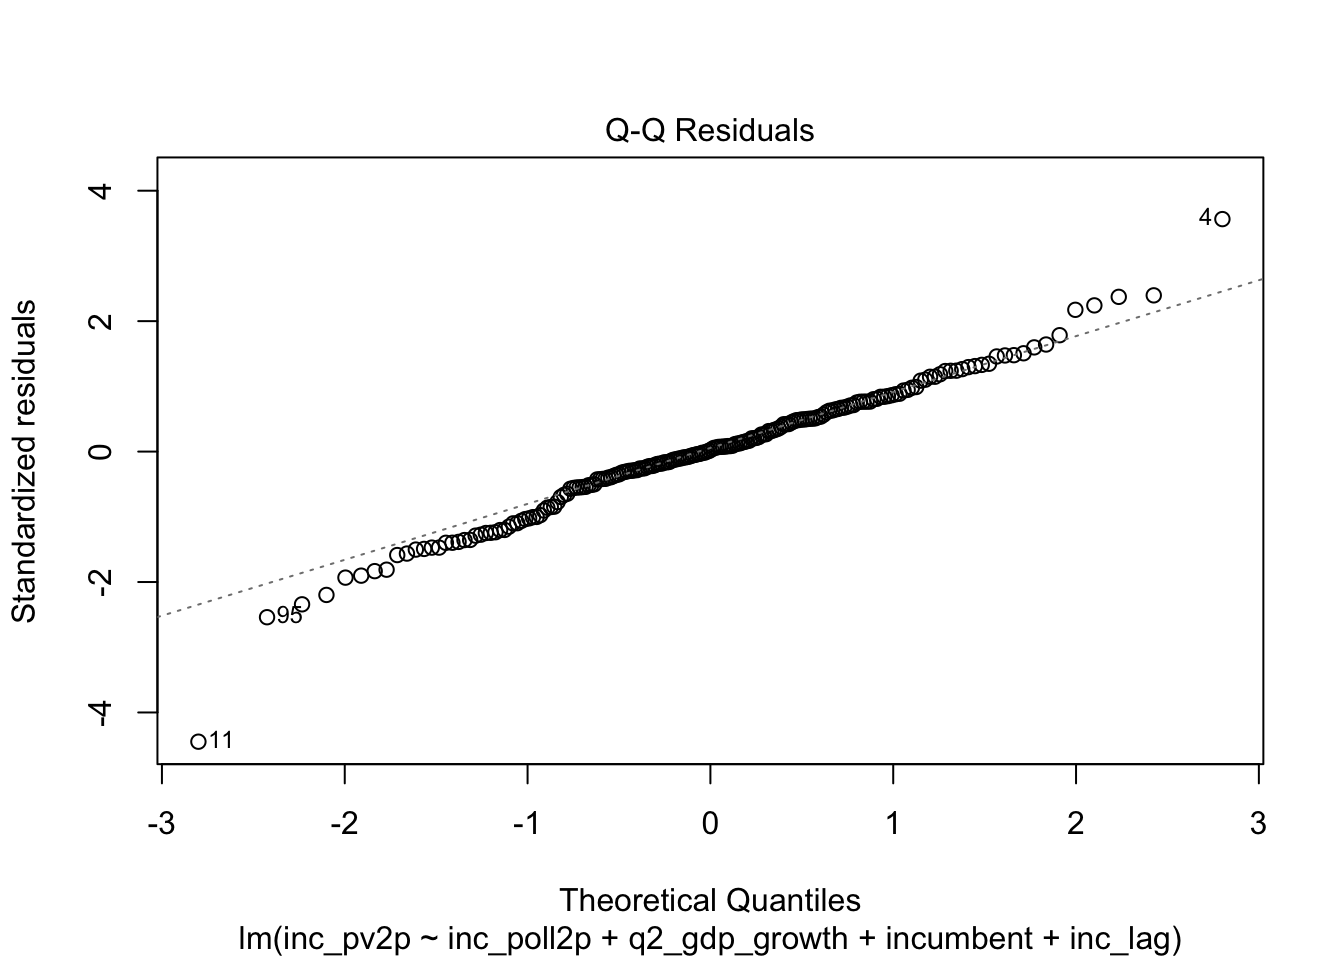 Q-Q Residuals
Standardized residuals
4
2
0
-2
-4
4
95
11
-3 -2 -1 0 1 2 3
Theoretical Quantiles
lm(inc_pv2p ~ inc_poll2p + q2_gdp_growth + incumbent + inc_lag)